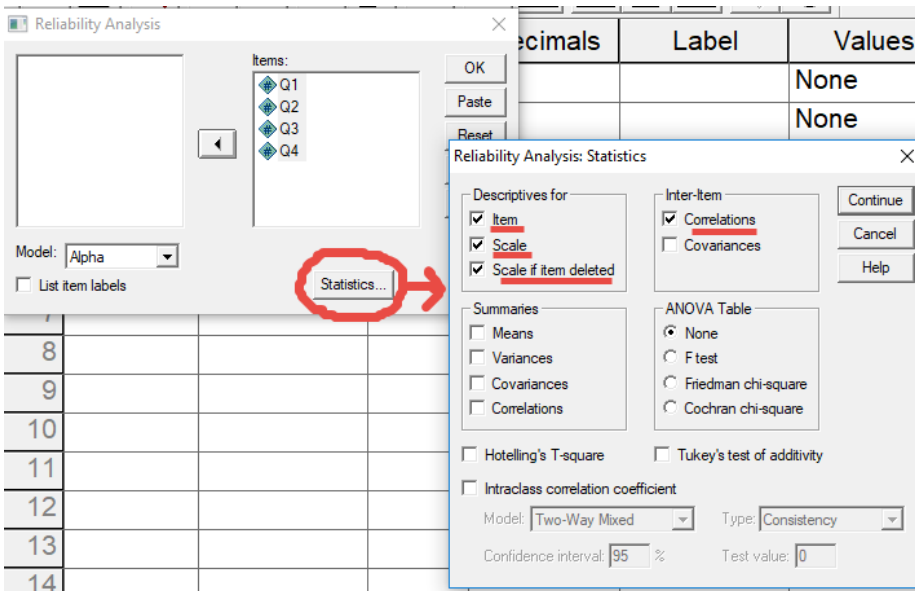 Reliability Analysis
Items:
Q1
Q2
Q3
Q4
OK
Paste
Reset
Model: Alpha
List item labels
Statistics...
ecimals Label Values
None
None
Reliability Analysis: Statistics
Descriptives for
Item
Scale
Scale if item deleted
Inter-Item
Correlations
Covariances
Continue
Cancel
Help
Summaries
Means
Variances
Covariances
Correlations
ANOVA Table
None
F test
Friedman chi-square
Cochran chi-square
Hotelling's T-square Tukey's test of additivity
Intraclass correlation coefficient
Model: Two-Way Mixed Type: Consistency
Confidence interval: 95 % Test value: 0
7
8
9
10
11
12
13
14